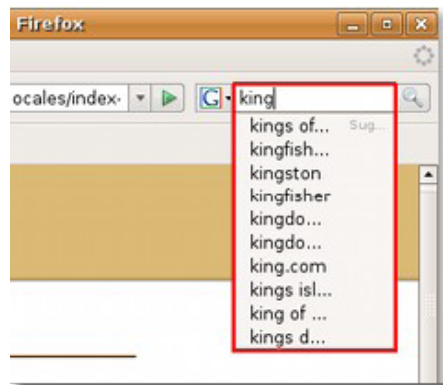 Firefox
ocales/index- G king
kings of... Sug...
kingfish...
kingston
kingfisher
kingdo...
kingdo...
king.com
kings isl...
king of ...
kings d...